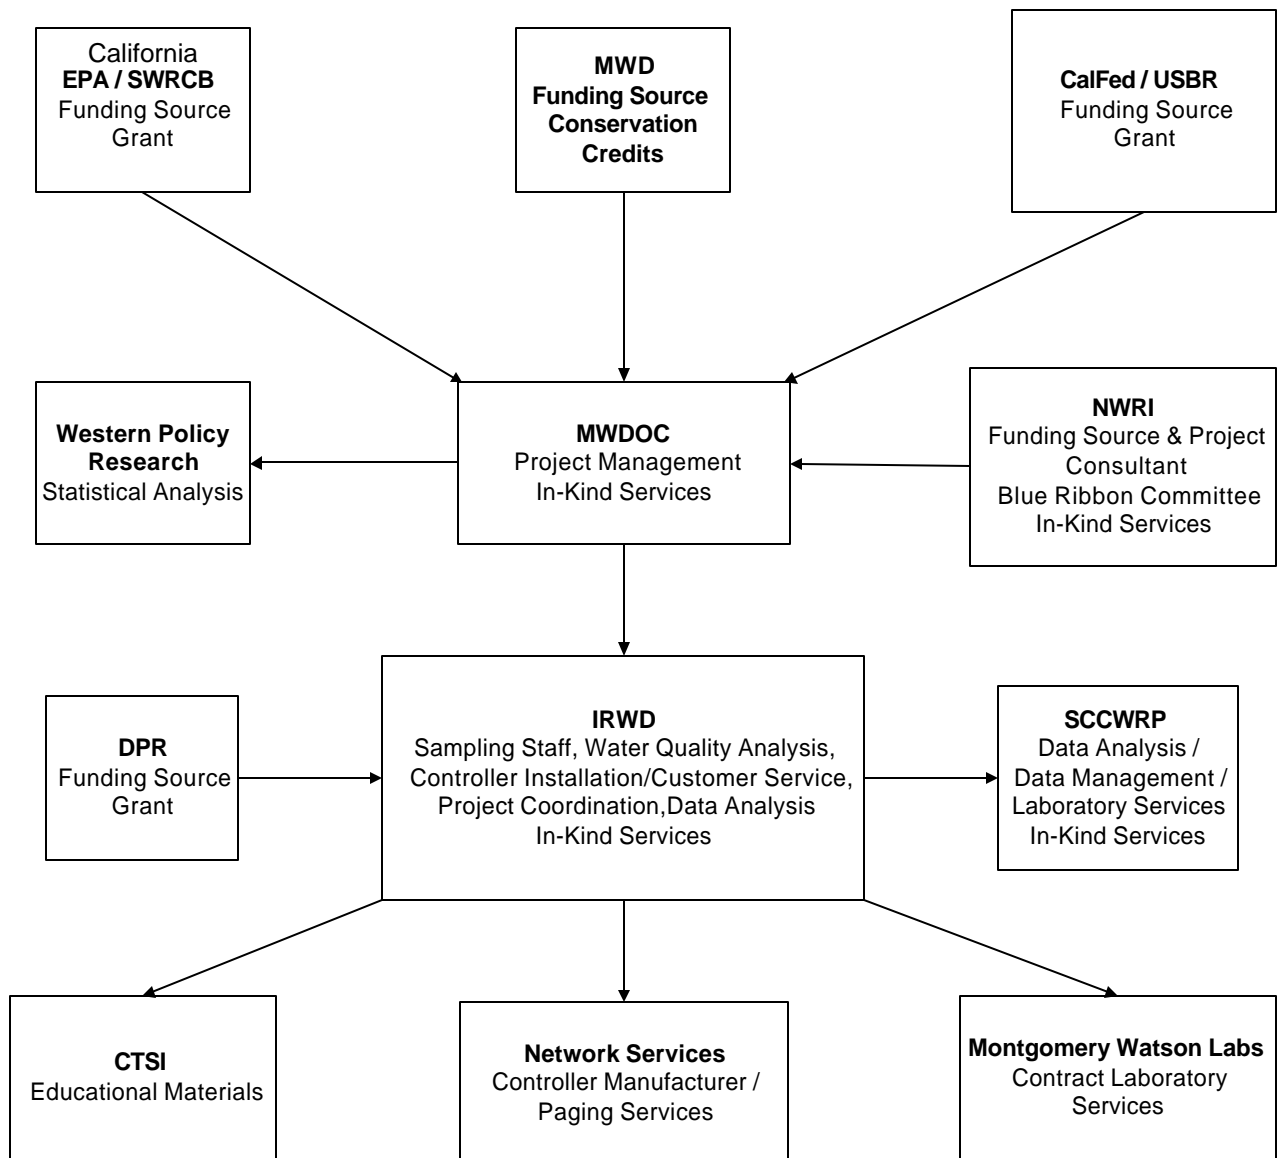 California
EPA / SWRCB
Funding Source
Grant
MWD
Funding Source
Conservation
Credits
CalFed / USBR
Funding Source
Grant
Western Policy
Research
Statistical Analysis
MWDOC
Project Management
In-Kind Services
NWRI
Funding Source & Project
Consultant
Blue Ribbon Committee
In-Kind Services
DPR
Funding Source
Grant
IRWD
Sampling Staff, Water Quality Analysis,
Controller Installation/Customer Service,
Project Coordination,Data Analysis
In-Kind Services
SCCWRP
Data Analysis /
Data Management /
Laboratory Services
In-Kind Services
CTSI
Educational Materials
Network Services
Controller Manufacturer /
Paging Services
Montgomery Watson Labs
Contract Laboratory
Services